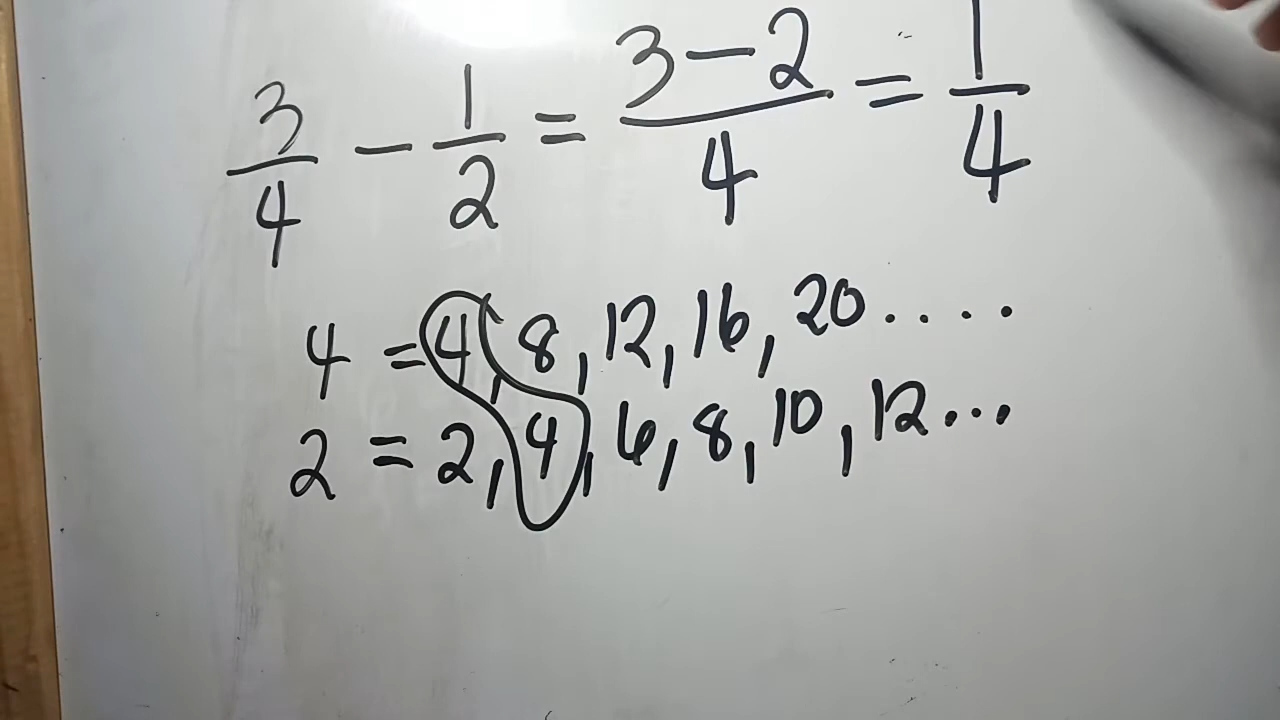 3/4 − 1/2 = 3−2/4 = 1/4
4 = 4, 8, 12, 16, 20 . . . .
2 = 2, 4, 6, 8, 10, 12 . . .